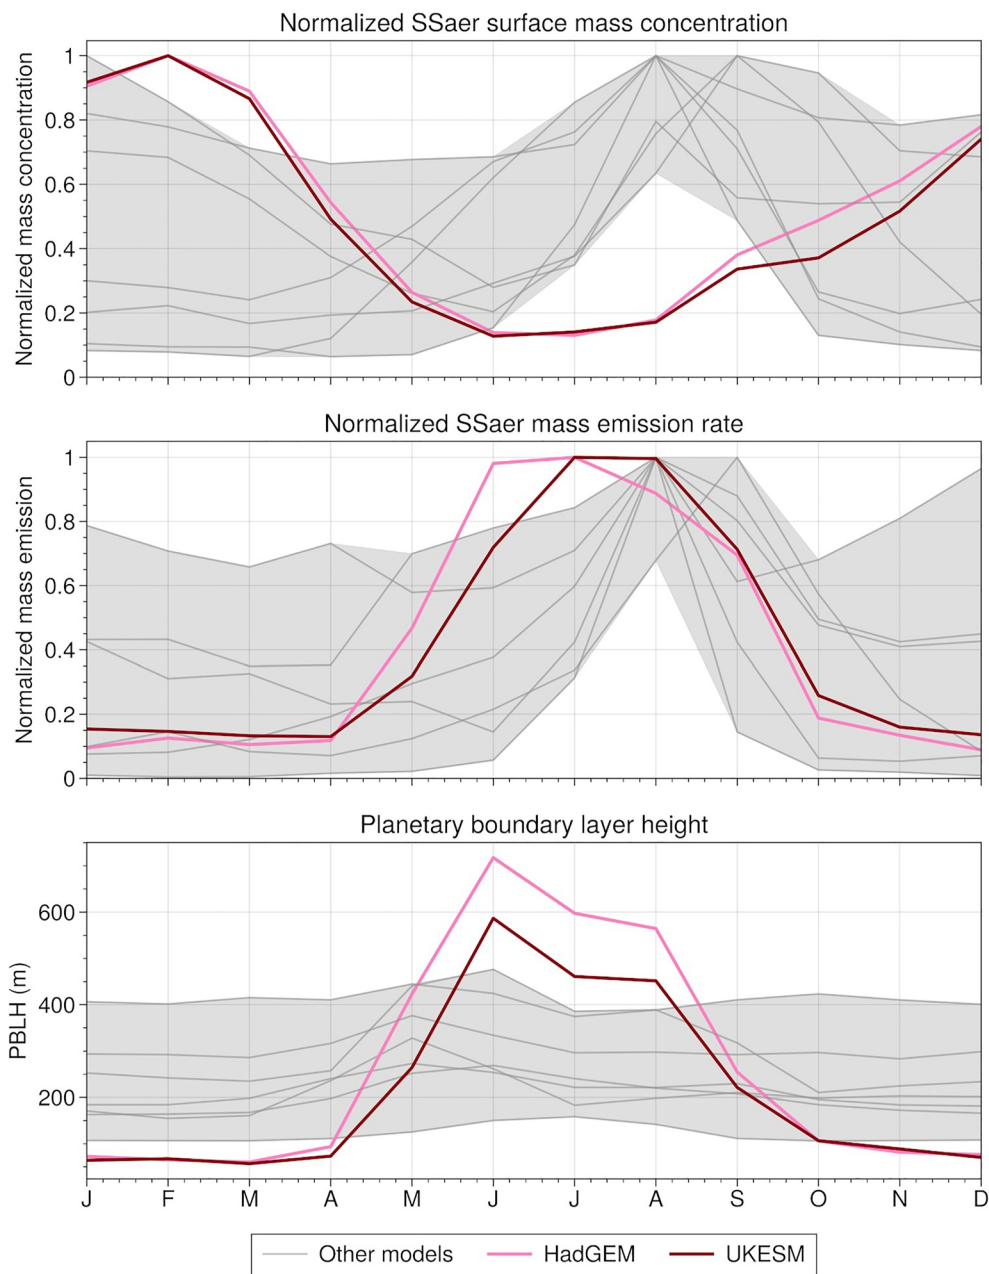 Normalized SSaer surface mass concentration
Normalized mass concentration
1
0.8
0.6
0.4
0.2
0
Normalized SSaer mass emission rate
Normalized mass emission
1
0.8
0.6
0.4
0.2
0
Planetary boundary layer height
PBLH (m)
600
400
200
J F M A M J J A S O N D
Other models HadGEM UKESM